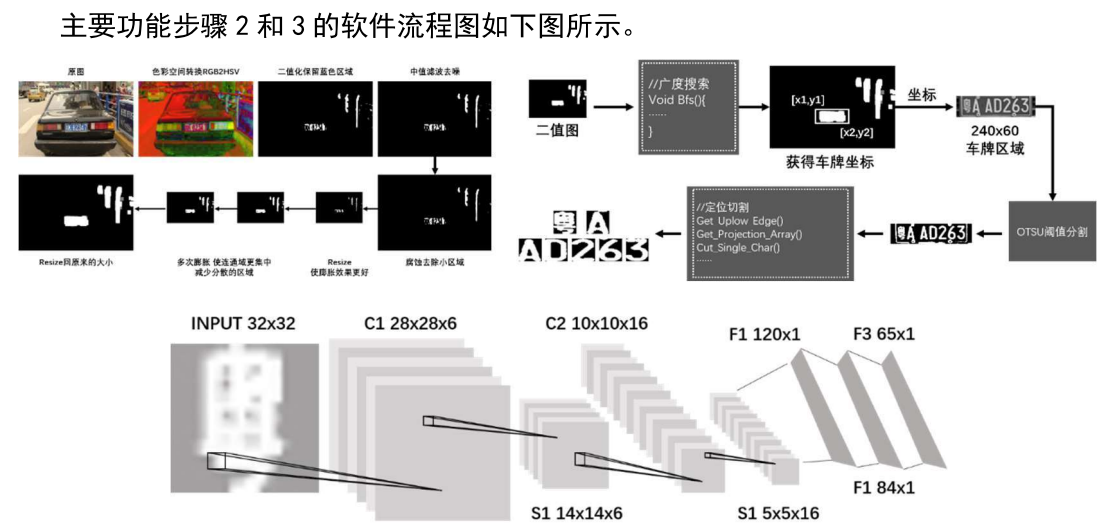 主要功能步骤 2 和 3 的软件流程图如下图所示。
原图
色彩空间转换RGB2HSV
二值化保留蓝色区域
中值滤波去噪
Resize回原来的大小
多次膨胀 使连通域更集中
减少分散的区域
Resize
使膨胀效果更好
腐蚀去除小区域
二值图
//广度搜索
Void Bfs(){
......
}
[x1,y1]
[x2,y2]
获得车牌坐标
坐标
粤A AD263
240x60
车牌区域
OTSU阈值分割
粤A AD263
//定位切割
Get_Uplow_Edge()
Get_Projection_Array()
Cut_Single_Char()
......
粤 A
AD263
INPUT 32x32
C1 28x28x6
C2 10x10x16
F1 120x1
F3 65x1
S1 14x14x6
S1 5x5x16
F1 84x1